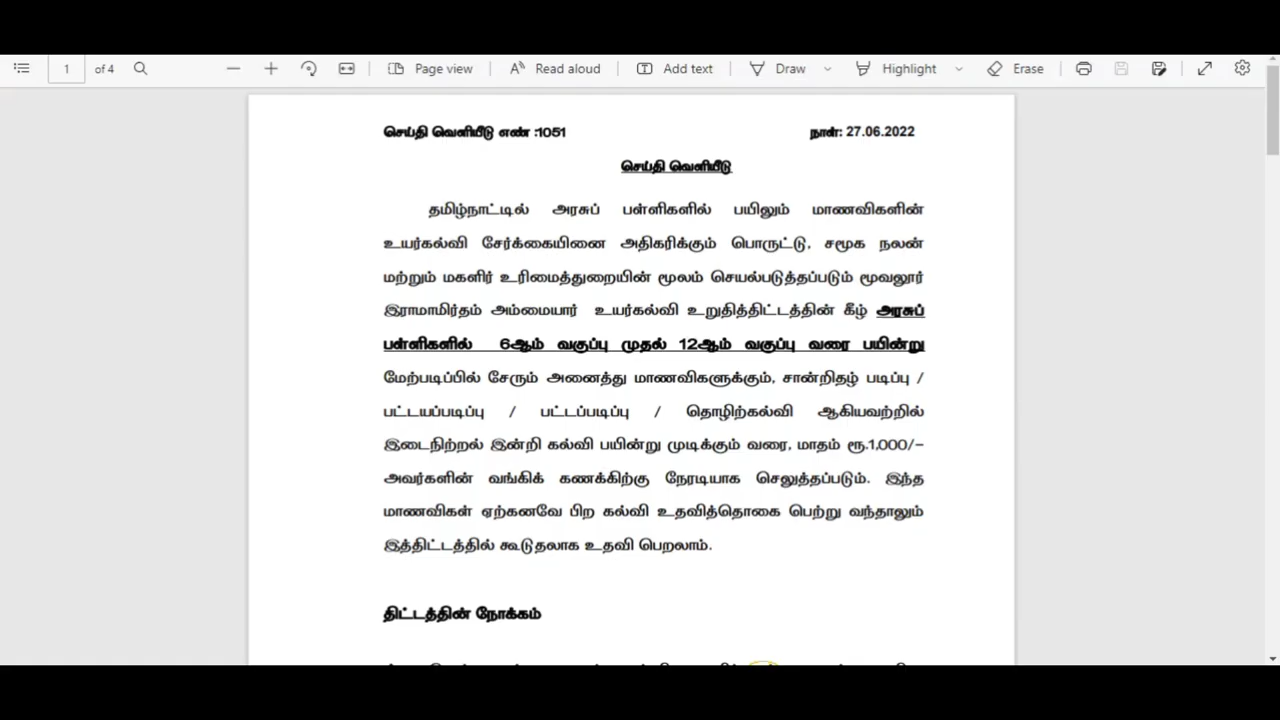 1 of 4 Page view Read aloud Add text Draw Highlight Erase
செய்தி வெளியீடு எண் :1051 நாள்: 27.06.2022
செய்தி வெளியீடு
தமிழ்நாட்டில் அரசுப் பள்ளிகளில் பயிலும் மாணவிகளின்
உயர்கல்வி சேர்க்கையினை அதிகரிக்கும் பொருட்டு, சமூக நலன்
மற்றும் மகளிர் உரிமைத்துறையின் மூலம் செயல்படுத்தப்படும் மூவலூர்
இராமாமிர்தம் அம்மையார் உயர்கல்வி உறுதித்திட்டத்தின் கீழ் அரசுப்
பள்ளிகளில் 6ஆம் வகுப்பு முதல் 12ஆம் வகுப்பு வரை பயின்று
மேற்படிப்பில் சேரும் அனைத்து மாணவிகளுக்கும், சான்றிதழ் படிப்பு /
பட்டயப்படிப்பு / பட்டப்படிப்பு / தொழிற்கல்வி ஆகியவற்றில்
இடைநிற்றல் இன்றி கல்வி பயின்று முடிக்கும் வரை, மாதம் ரூ.1,000/-
அவர்களின் வங்கிக் கணக்கிற்கு நேரடியாக செலுத்தப்படும். இந்த
மாணவிகள் ஏற்கனவே பிற கல்வி உதவித்தொகை பெற்று வந்தாலும்
இத்திட்டத்தில் கூடுதலாக உதவி பெறலாம்.
திட்டத்தின் நோக்கம்